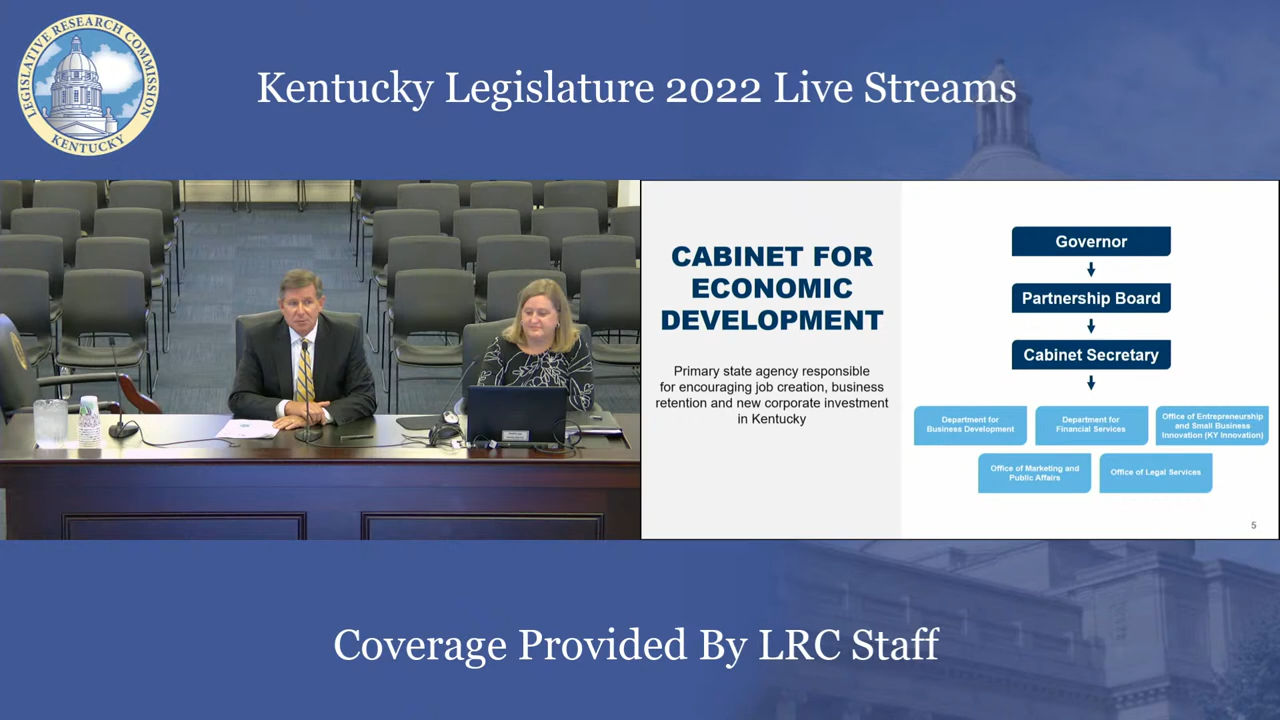 LEGISLATIVE RESEARCH COMMISSION
KENTUCKY
Kentucky Legislature 2022 Live Streams
CABINET FOR
ECONOMIC
DEVELOPMENT
Primary state agency responsible
for encouraging job creation, business
retention and new corporate investment
in Kentucky
Governor
Partnership Board
Cabinet Secretary
Department for
Business Development
Department for
Financial Services
Office of Entrepreneurship
and Small Business
Innovation (KY Innovation)
Office of Marketing and
Public Affairs
Office of Legal Services
5
Coverage Provided By LRC Staff